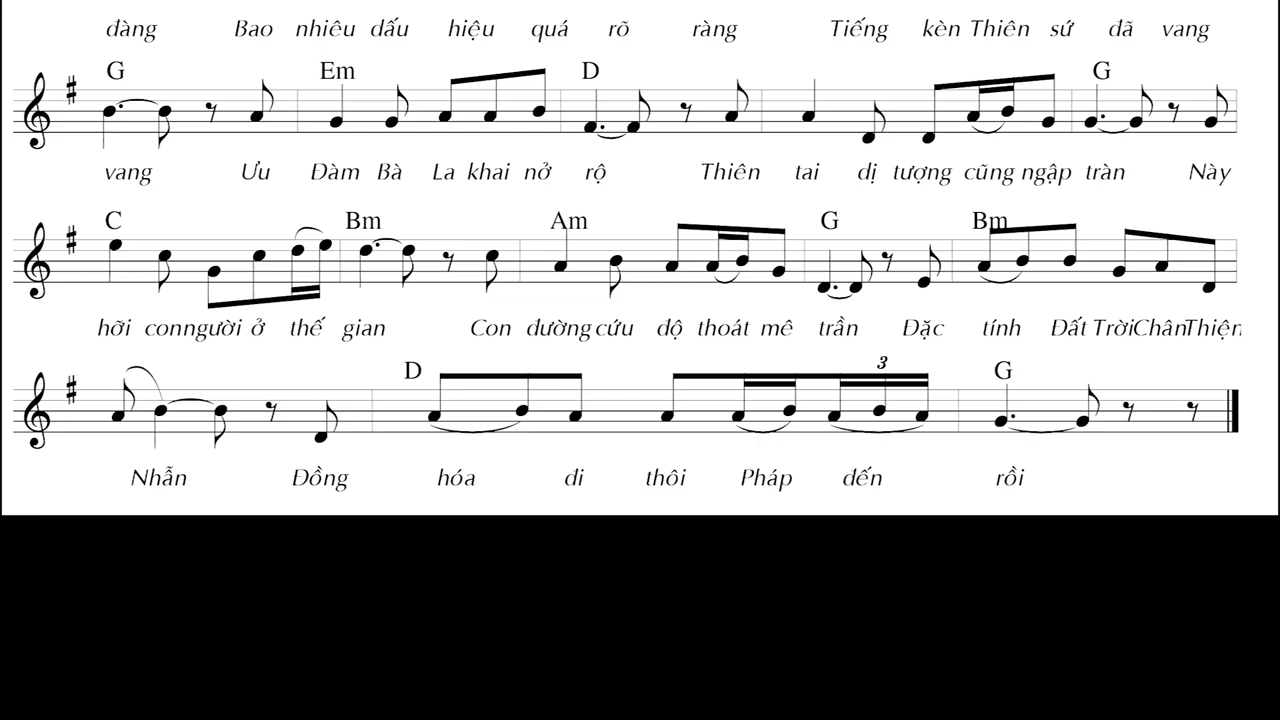 đàng Bao nhiêu dấu hiệu quá rõ ràng Tiếng kèn Thiên sứ đã vang
G Em D G
vang Ưu Đàm Bà La khai nở rộ Thiên tai dị tượng cũng ngập tràn Này
C Bm Am G Bm
hỡi con người ở thế gian Con đường cứu độ thoát mê trần Đặc tính Đất Trời Chân Thiện
D 3 G
Nhẫn Đồng hóa đi thôi Pháp đến rồi